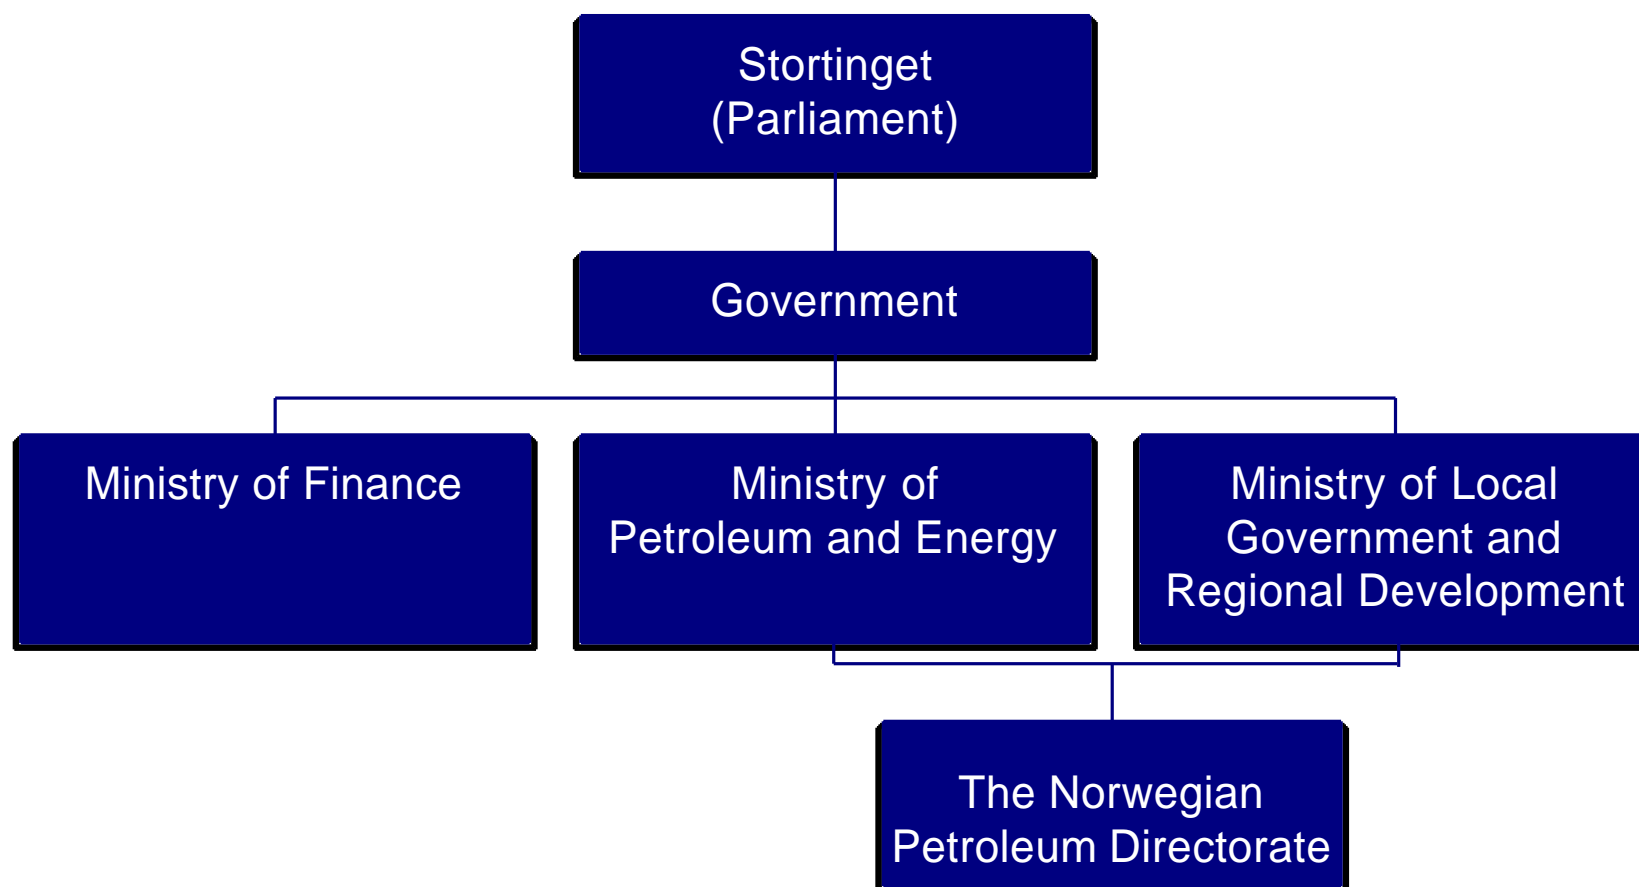 Stortinget
(Parliament)
Government
Ministry of Finance
Ministry of
Petroleum and Energy
Ministry of Local
Government and
Regional Development
The Norwegian
Petroleum Directorate